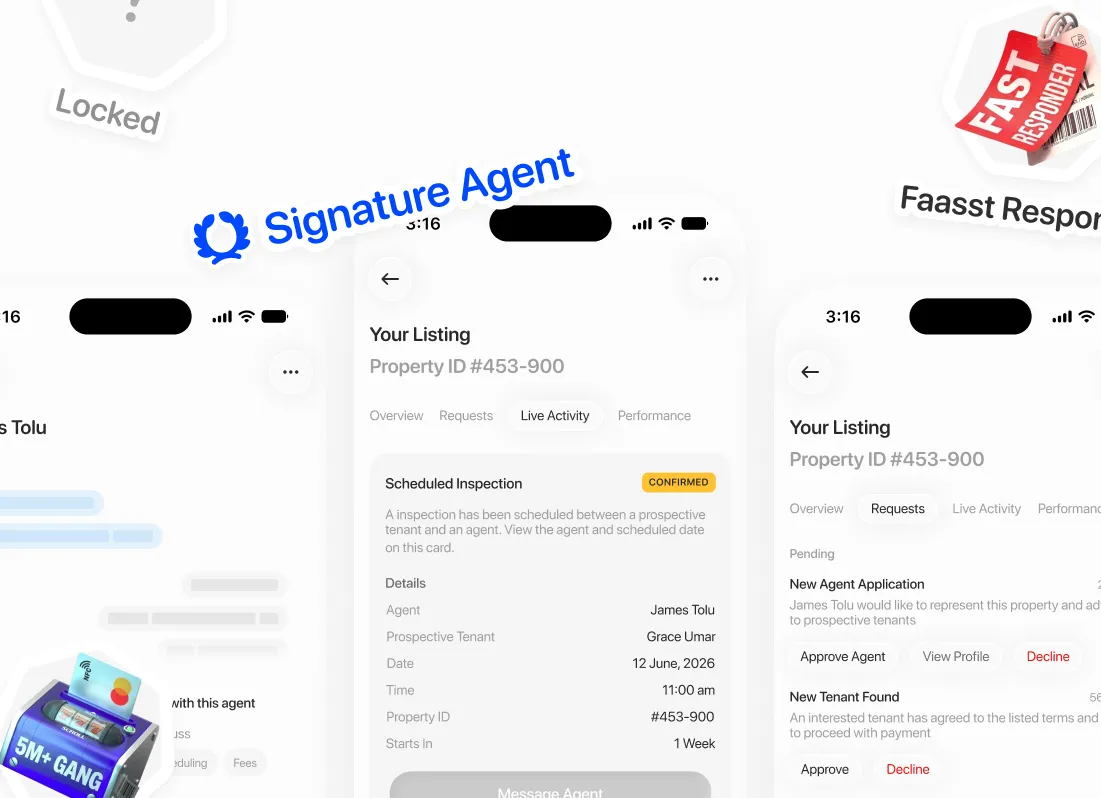 ?
Locked
FAST
RESPONDER
Faasst Respon
Signature Agent
:16
s Tolu
with this agent
uss
eduling
Fees
NFC
5M+ GANG
3:16
Your Listing
Property ID #453-900
Overview
Requests
Live Activity
Performance
Scheduled Inspection
CONFIRMED
A inspection has been scheduled between a prospective
tenant and an agent. View the agent and scheduled date
on this card.
Details
Agent
James Tolu
Prospective Tenant
Grace Umar
Date
12 June, 2026
Time
11:00 am
Property ID
#453-900
Starts In
1 Week
Message Agent
3:16
Your Listing
Property ID #453-900
Overview
Requests
Live Activity
Performanc
Pending
New Agent Application
2
James Tolu would like to represent this property and adv
to prospective tenants
Approve Agent
View Profile
Decline
New Tenant Found
56
An interested tenant has agreed to the listed terms and
to proceed with payment
Approve
Decline